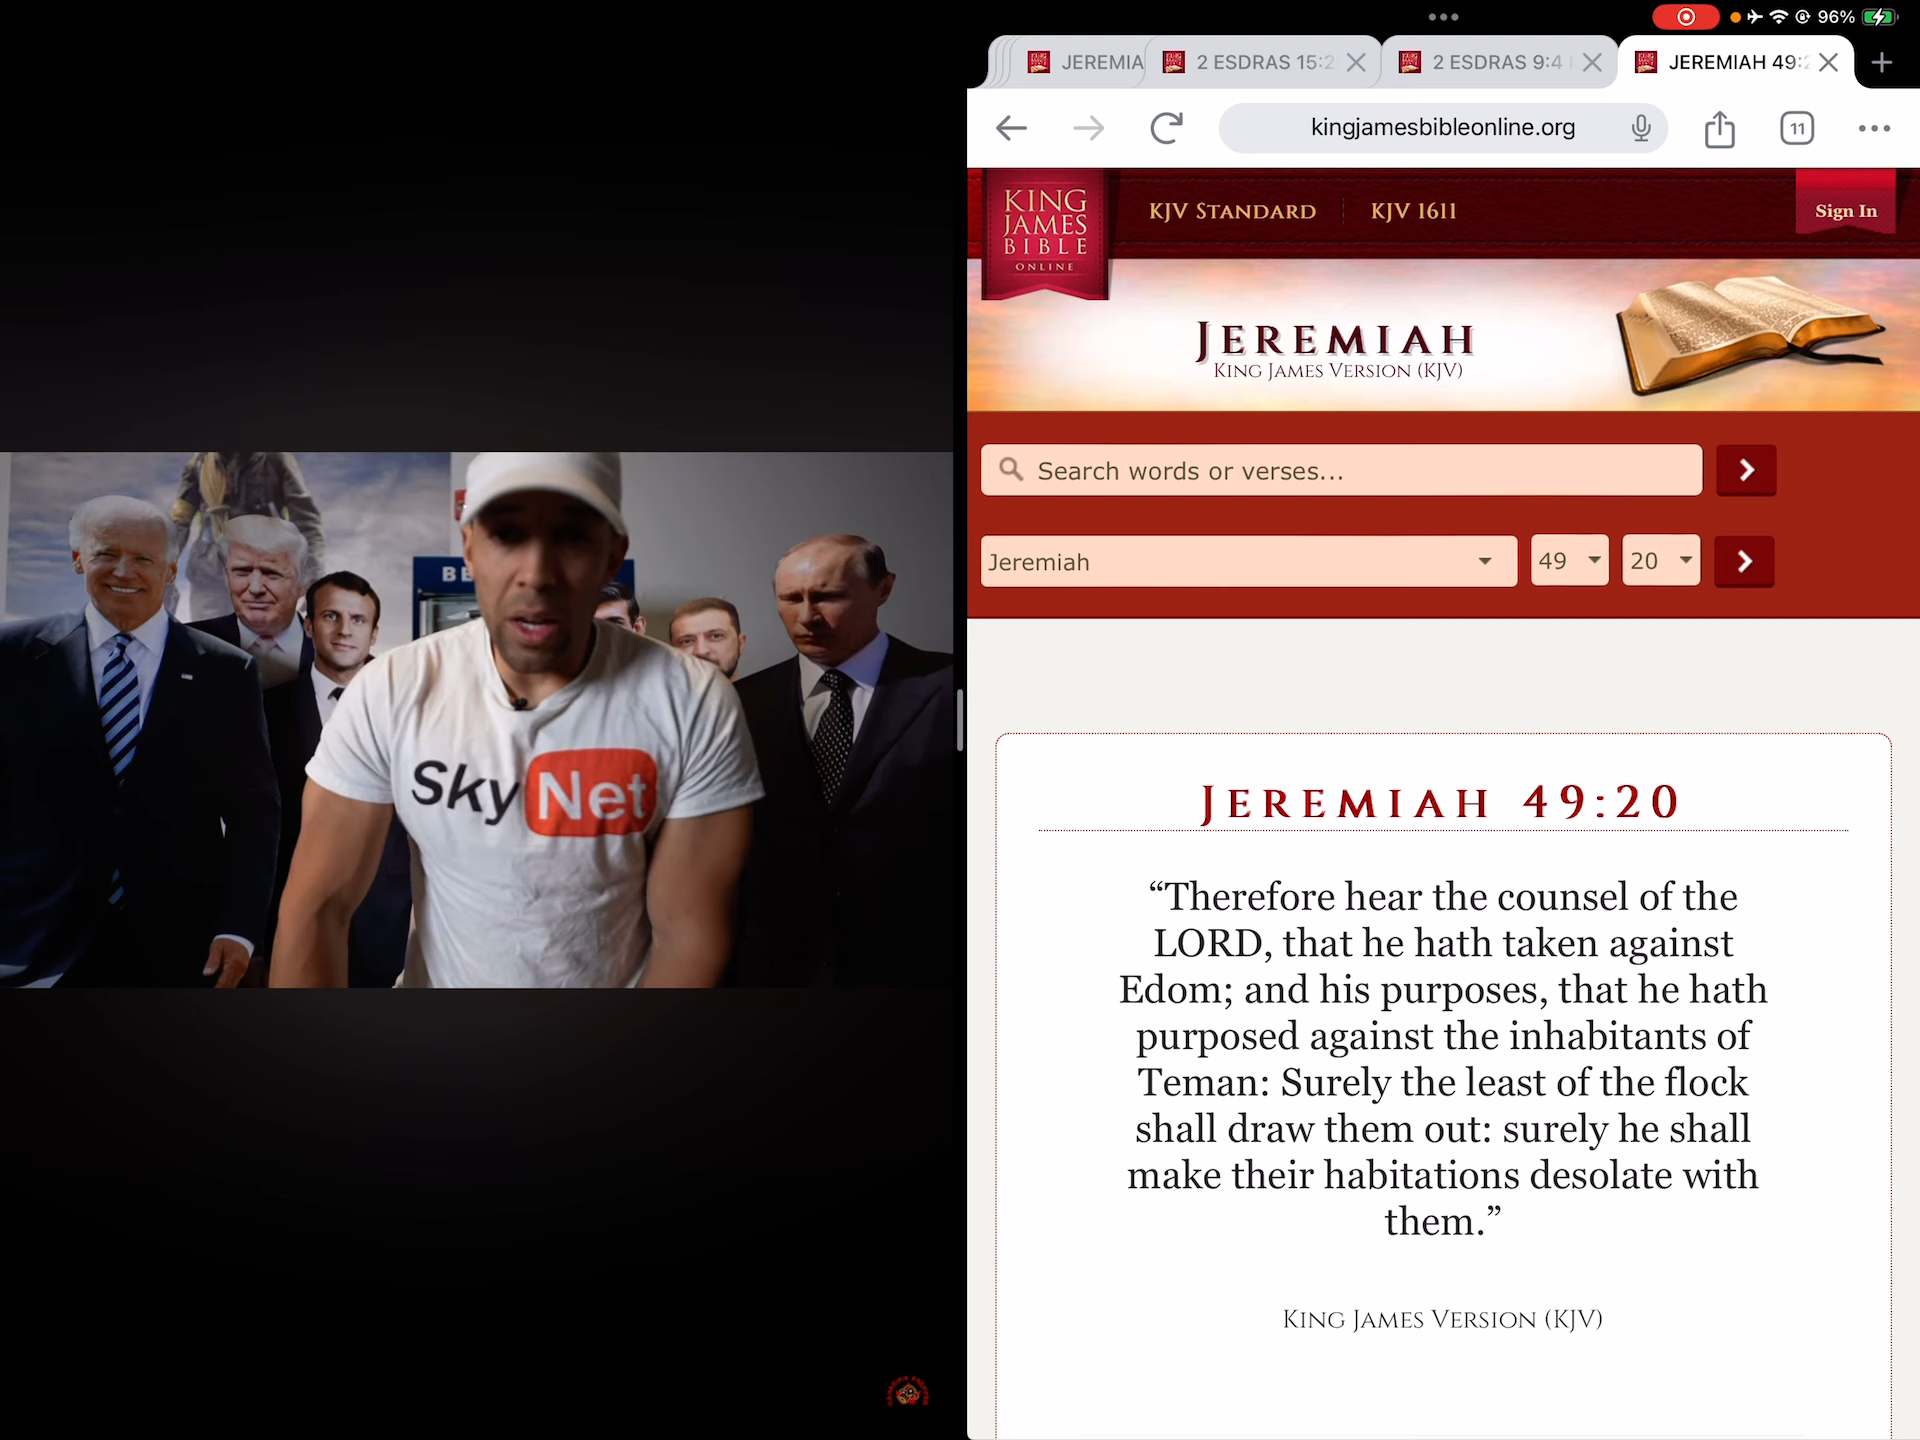 96%
JEREMIA
2 ESDRAS 15:2
2 ESDRAS 9:4
JEREMIAH 49:2
kingjamesbibleonline.org
11
KING
JAMES
BIBLE
ONLINE
KJV STANDARD
KJV 1611
Sign In
JEREMIAH
KING JAMES VERSION (KJV)
Search words or verses...
Jeremiah
49
20
BE
SkyNet
JEREMIAH 49:20
“Therefore hear the counsel of the
LORD, that he hath taken against
Edom; and his purposes, that he hath
purposed against the inhabitants of
Teman: Surely the least of the flock
shall draw them out: surely he shall
make their habitations desolate with
them.”
KING JAMES VERSION (KJV)